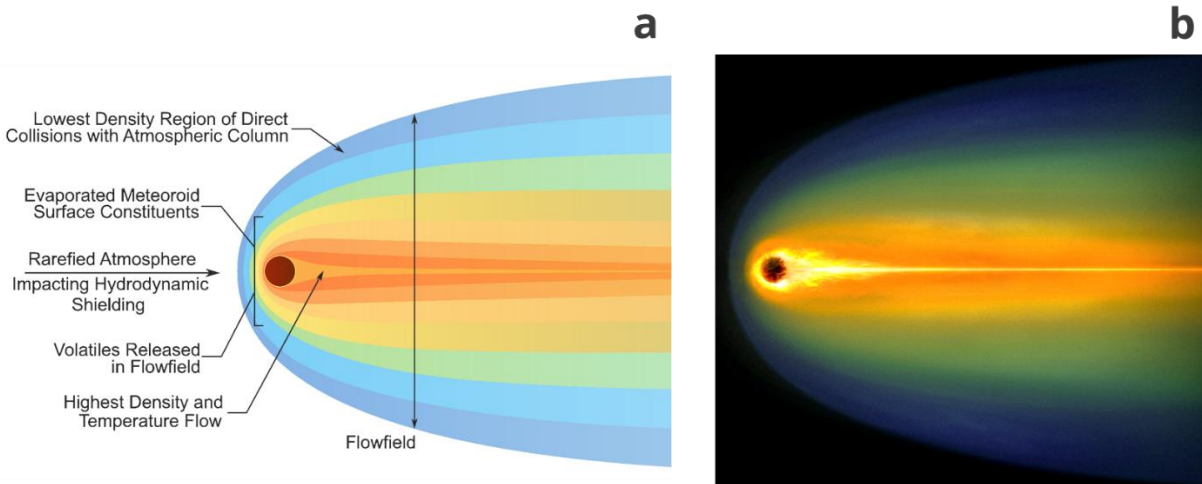 a
b
Lowest Density Region of Direct
Collisions with Atmospheric Column
Evaporated Meteoroid
Surface Constituents
Rarefied Atmosphere
Impacting Hydrodynamic
Shielding
Volatiles Released
in Flowfield
Highest Density and
Temperature Flow
Flowfield